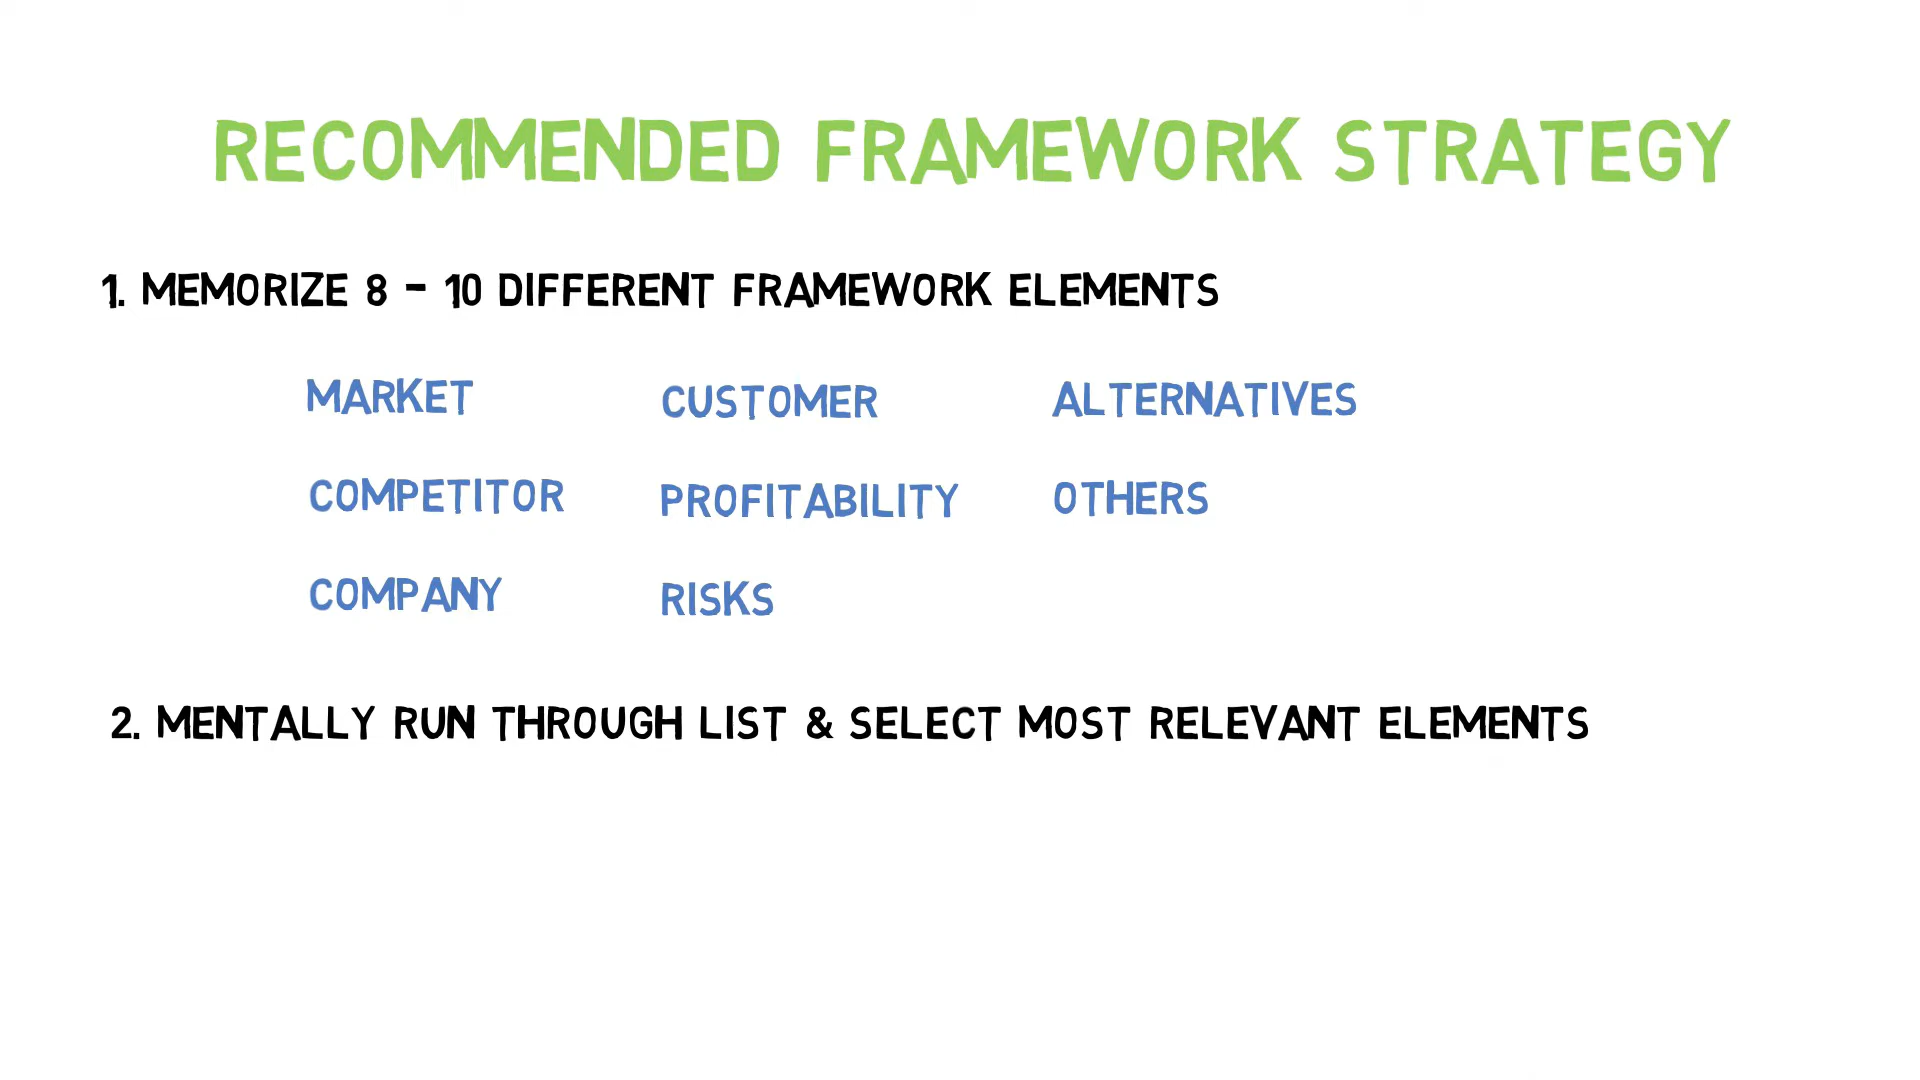 RECOMMENDED FRAMEWORK STRATEGY
1. MEMORIZE 8 - 10 DIFFERENT FRAMEWORK ELEMENTS
MARKET CUSTOMER ALTERNATIVES
COMPETITOR PROFITABILITY OTHERS
COMPANY RISKS
2. MENTALLY RUN THROUGH LIST & SELECT MOST RELEVANT ELEMENTS